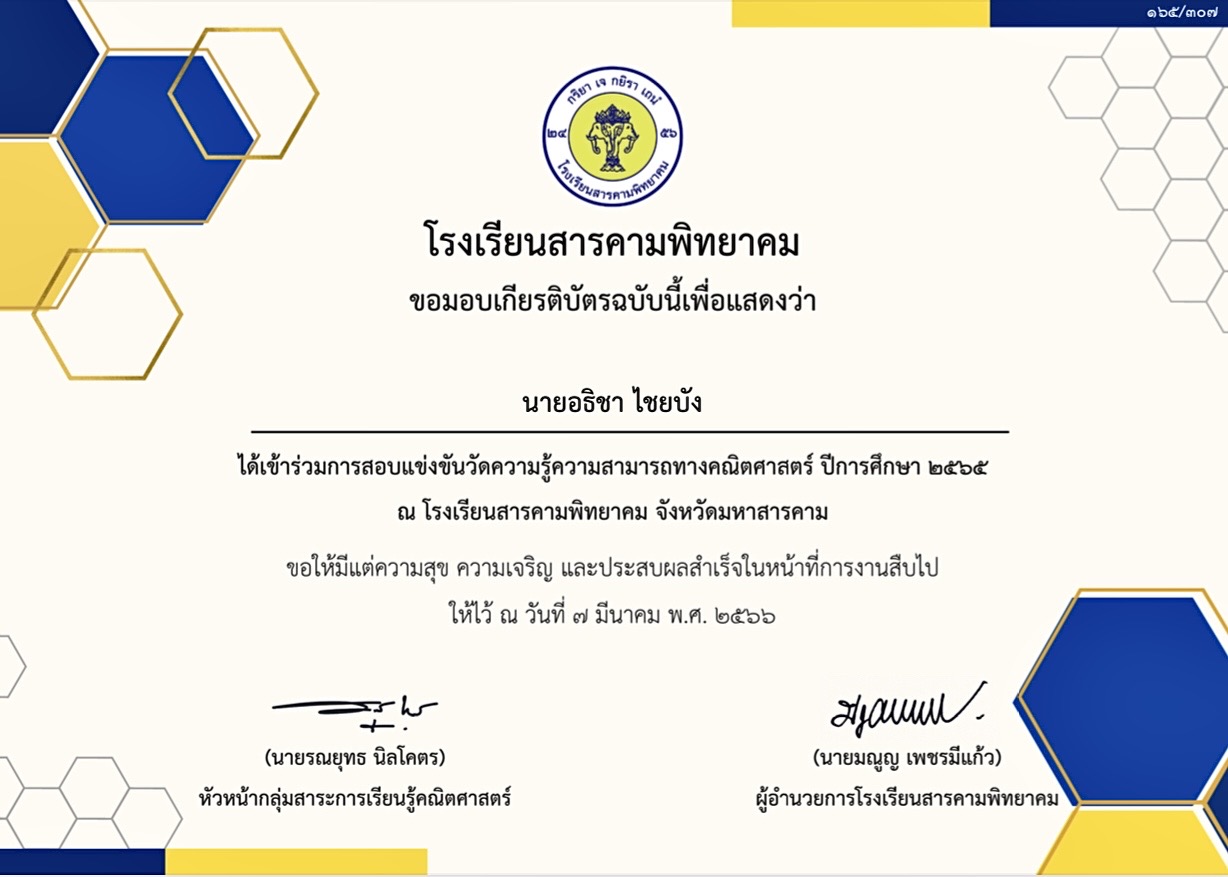 ๑๖๕/๓๐๗
กริยา เจ กยิรา เถนํ
๒๔ ๕๖
โรงเรียนสารคามพิทยาคม
โรงเรียนสารคามพิทยาคม
ขอมอบเกียรติบัตรฉบับนี้เพื่อแสดงว่า
นายอธิชา ไชยบัง
ได้เข้าร่วมการสอบแข่งขันวัดความรู้ความสามารถทางคณิตศาสตร์ ปีการศึกษา ๒๕๖๕
ณ โรงเรียนสารคามพิทยาคม จังหวัดมหาสารคาม
ขอให้มีแต่ความสุข ความเจริญ และประสบผลสำเร็จในหน้าที่การงานสืบไป
ให้ไว้ ณ วันที่ ๗ มีนาคม พ.ศ. ๒๕๖๖
(นายรณยุทธ นิลโคตร)
(นายมณูญ เพชรมีแก้ว)
หัวหน้ากลุ่มสาระการเรียนรู้คณิตศาสตร์
ผู้อำนวยการโรงเรียนสารคามพิทยาคม